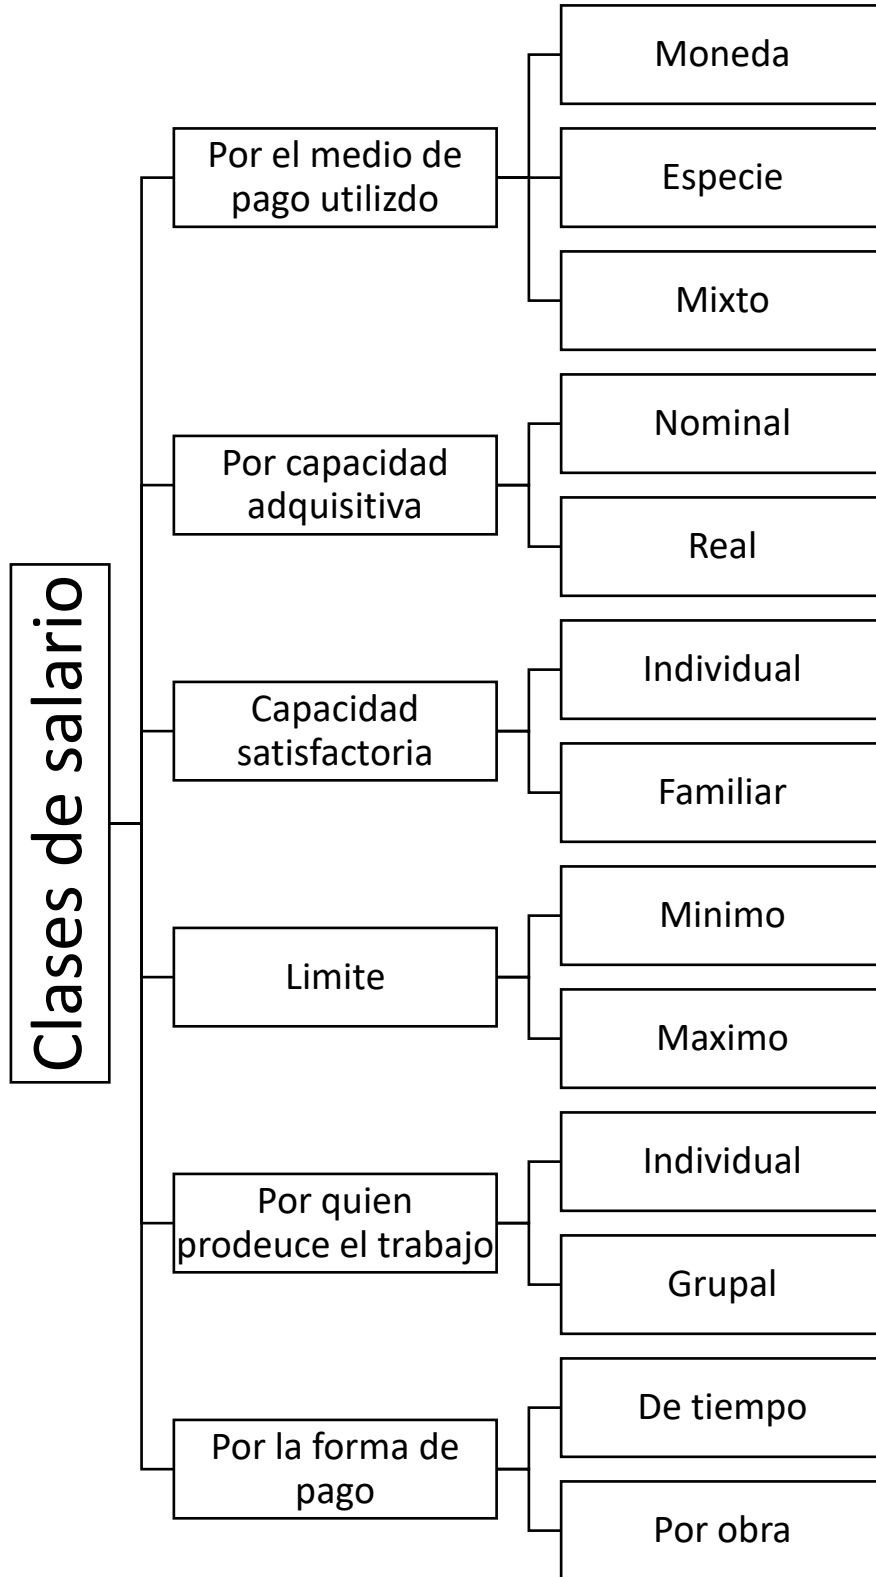 Clases de salario
Por el medio de
pago utilizdo
Moneda
Especie
Mixto
Por capacidad
adquisitiva
Nominal
Real
Capacidad
satisfactoria
Individual
Familiar
Limite
Minimo
Maximo
Por quien
prodeuce el trabajo
Individual
Grupal
Por la forma de
pago
De tiempo
Por obra